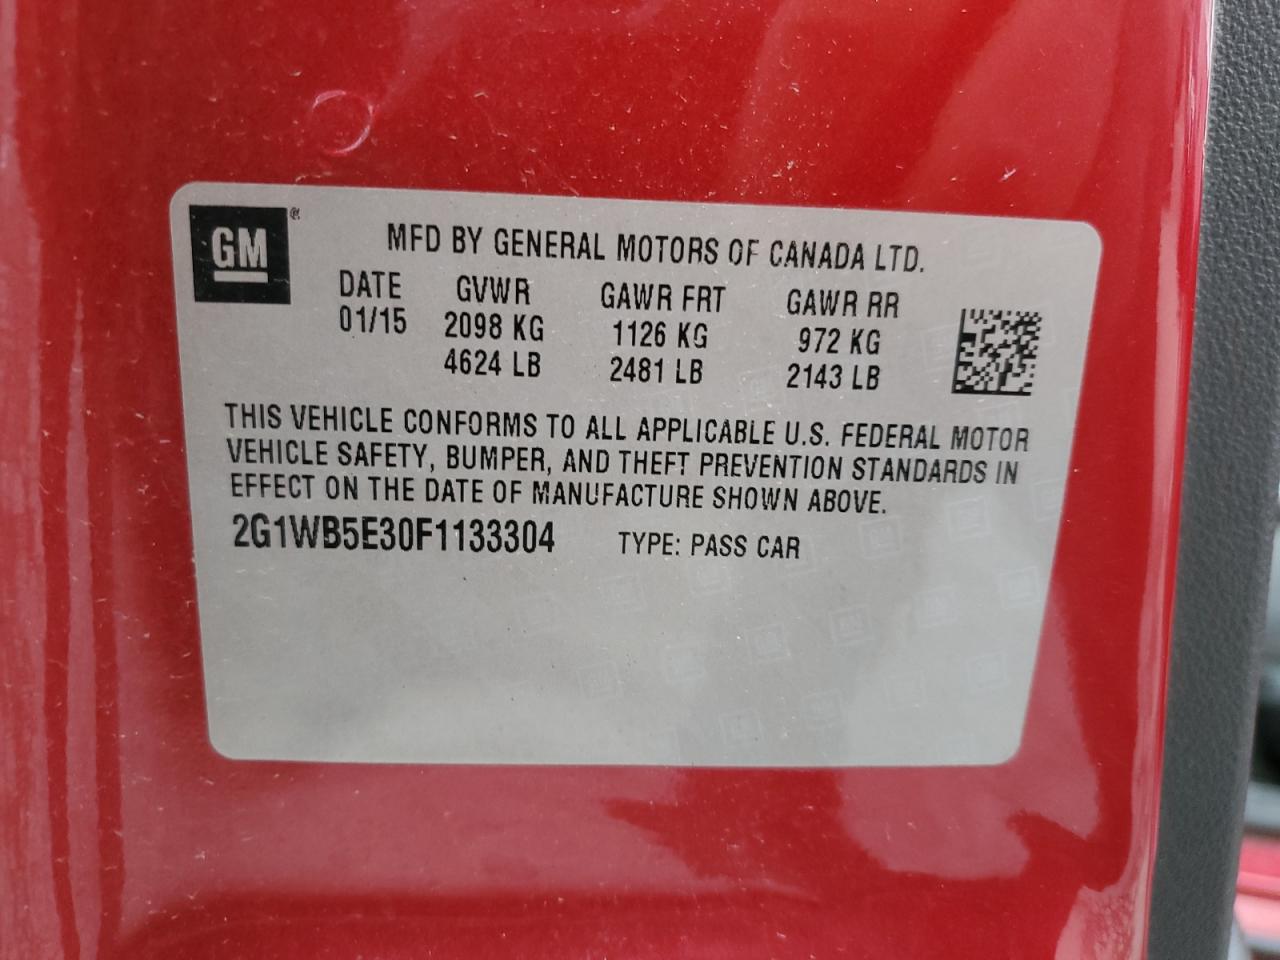 GM®
MFD BY GENERAL MOTORS OF CANADA LTD.
DATE GVWR GAWR FRT GAWR RR
01/15 2098 KG 1126 KG 972 KG
4624 LB 2481 LB 2143 LB
THIS VEHICLE CONFORMS TO ALL APPLICABLE U.S. FEDERAL MOTOR
VEHICLE SAFETY, BUMPER, AND THEFT PREVENTION STANDARDS IN
EFFECT ON THE DATE OF MANUFACTURE SHOWN ABOVE.
2G1WB5E30F1133304 TYPE: PASS CAR